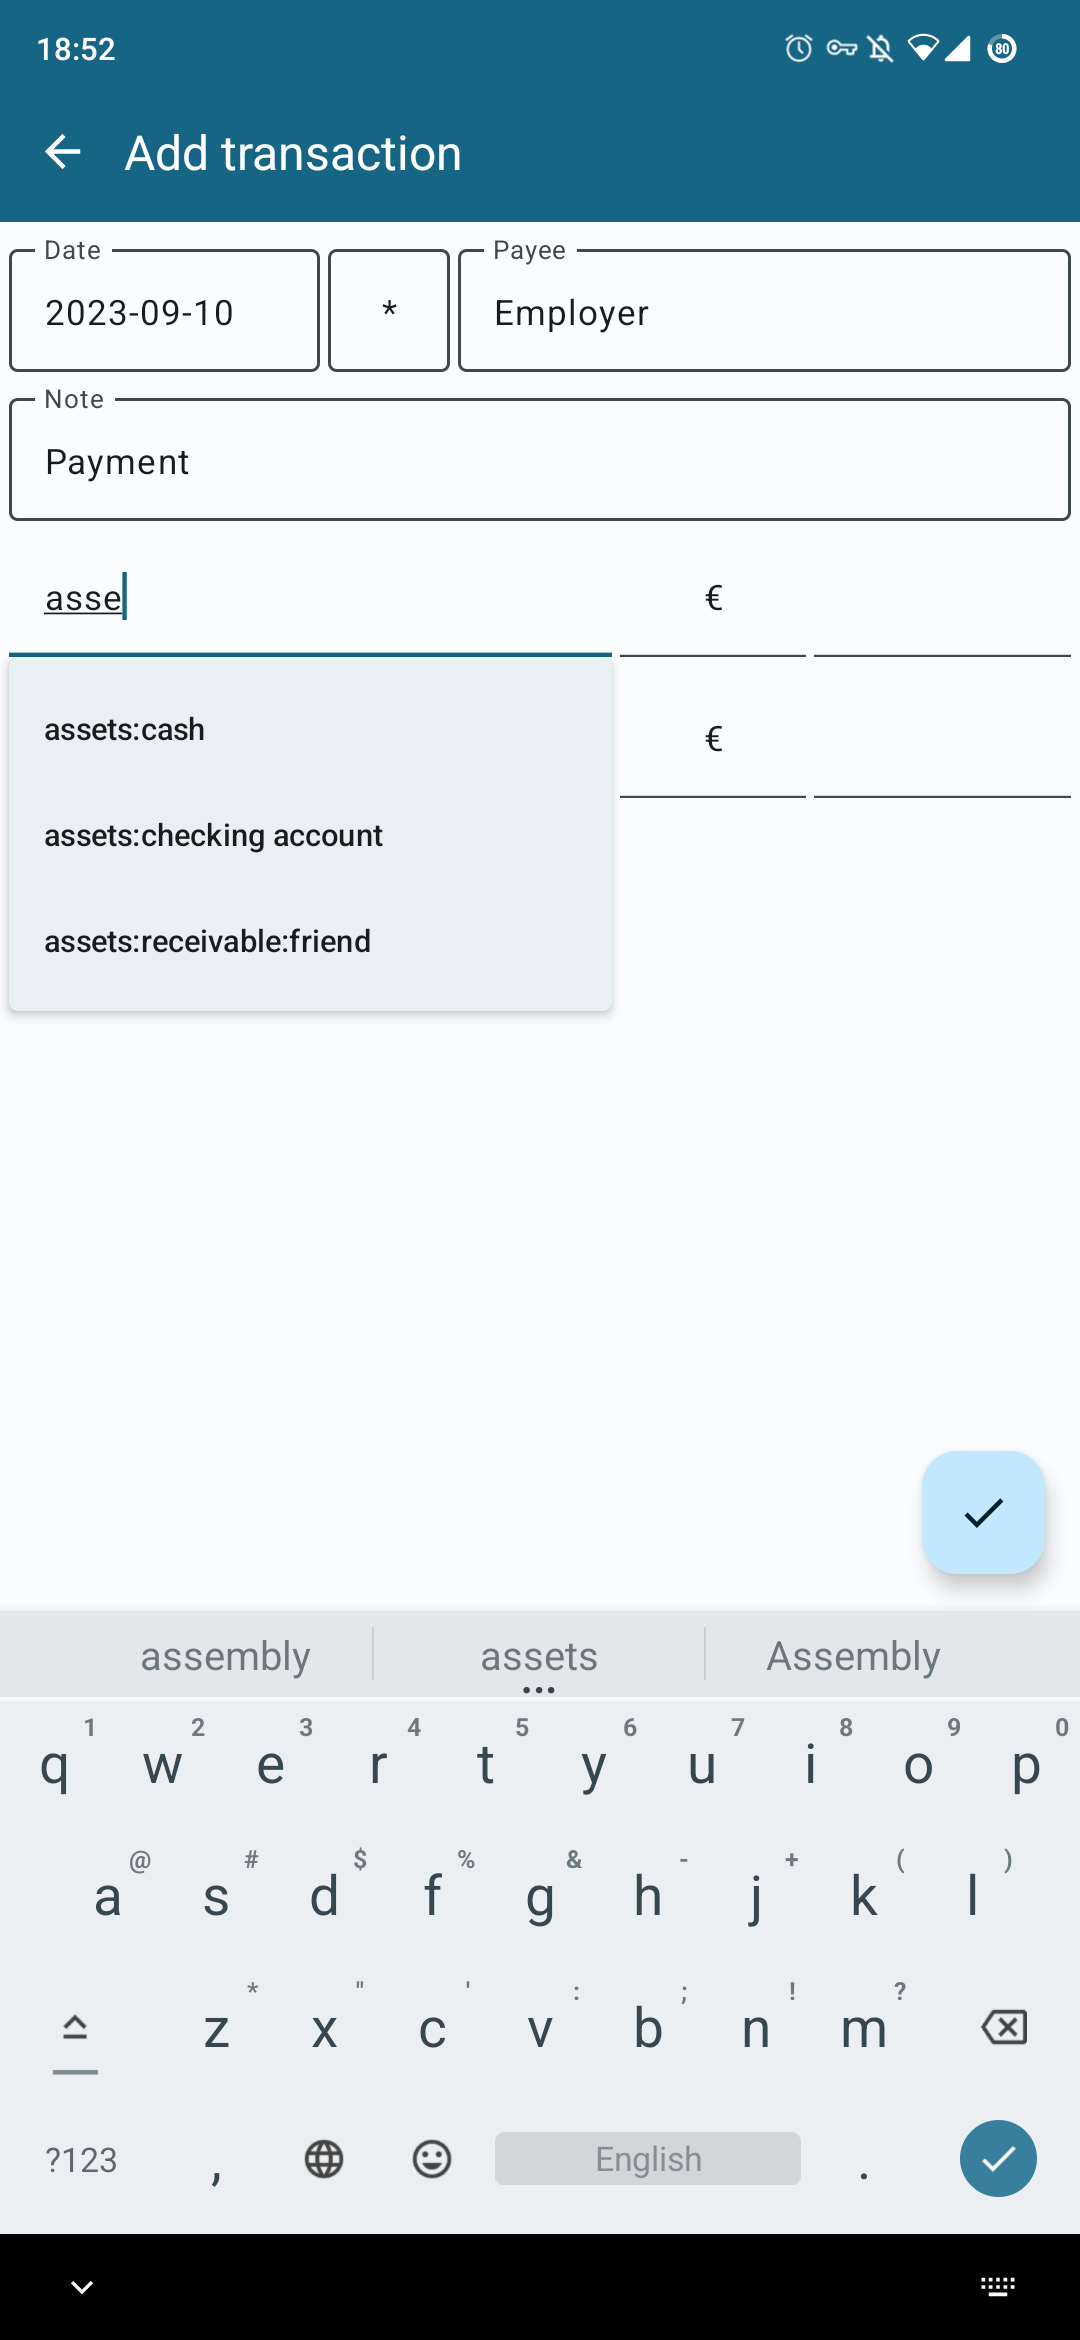 18:52
80
Add transaction
Date
2023-09-10
*
Payee
Employer
Note
Payment
asse
€
assets:cash
€
assets:checking account
assets:receivable:friend
assembly
assets
Assembly
1 2 3 4 5 6 7 8 9 0
q w e r t y u i o p
@ # $ % & - + ( )
a s d f g h j k l
* " ' : ; ! ?
z x c v b n m
?123 , English .